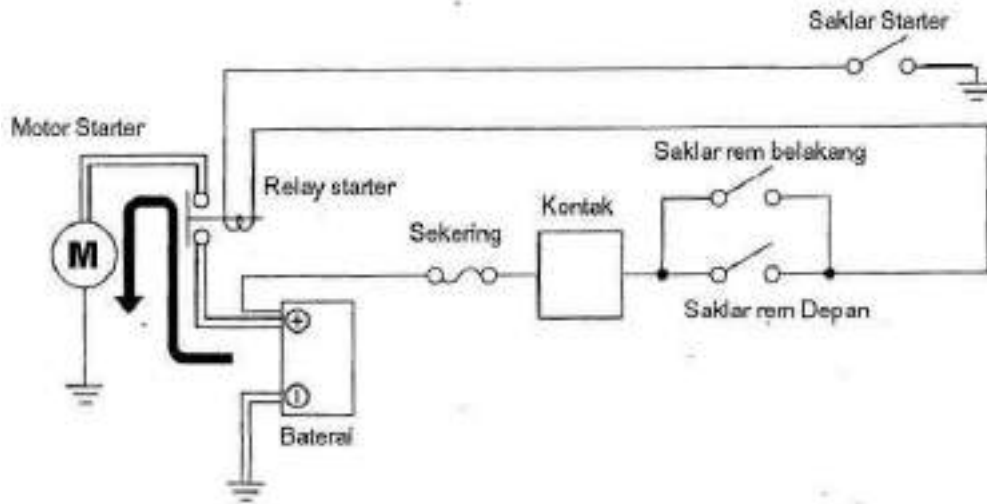 Saklar Starter
Motor Starter
Saklar rem belakang
Relay starter
Kontak
Sekering
M
Saklar rem Depan
Baterai